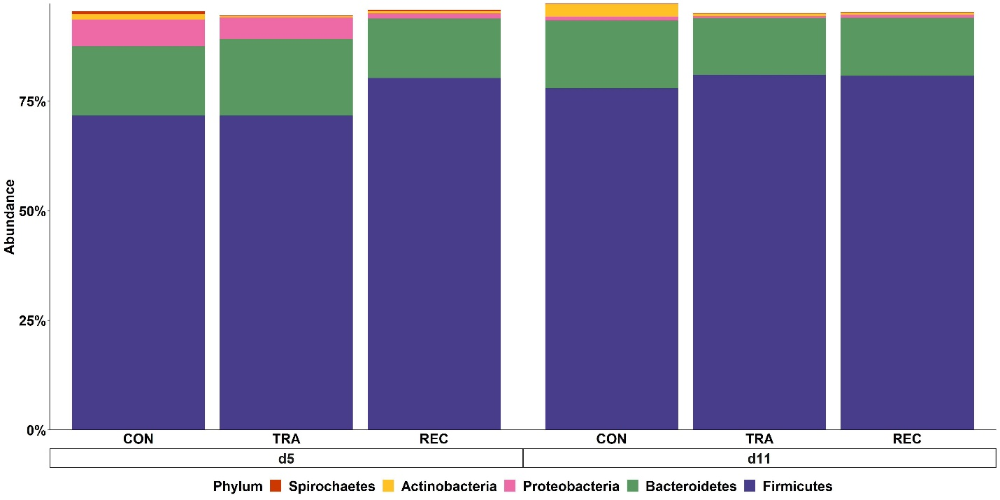 Abundance
75%
50%
25%
0%
CON TRA REC CON TRA REC
d5 d11
Phylum Spirochaetes Actinobacteria Proteobacteria Bacteroidetes Firmicutes